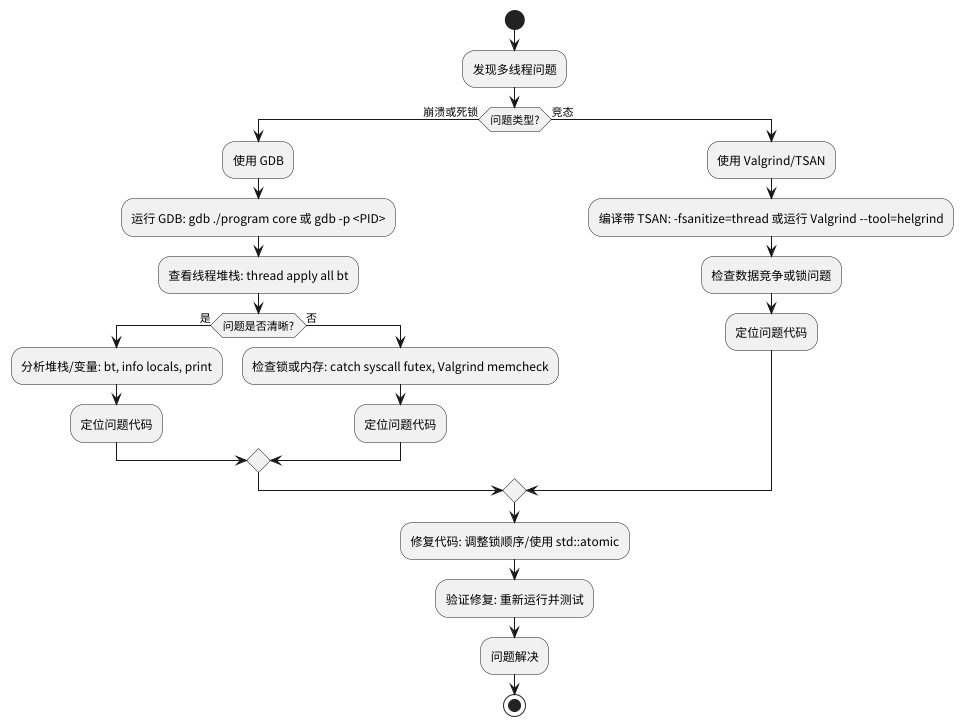 发现多线程问题
崩溃或死锁
问题类型?
竞态
使用 GDB
运行 GDB: gdb ./program core 或 gdb -p <PID>
查看线程堆栈: thread apply all bt
是
问题是否清晰?
否
分析堆栈/变量: bt, info locals, print
检查锁或内存: catch syscall futex, Valgrind memcheck
定位问题代码
定位问题代码
使用 Valgrind/TSAN
编译带 TSAN: -fsanitize=thread 或运行 Valgrind --tool=helgrind
检查数据竞争或锁问题
定位问题代码
修复代码: 调整锁顺序/使用 std::atomic
验证修复: 重新运行并测试
问题解决